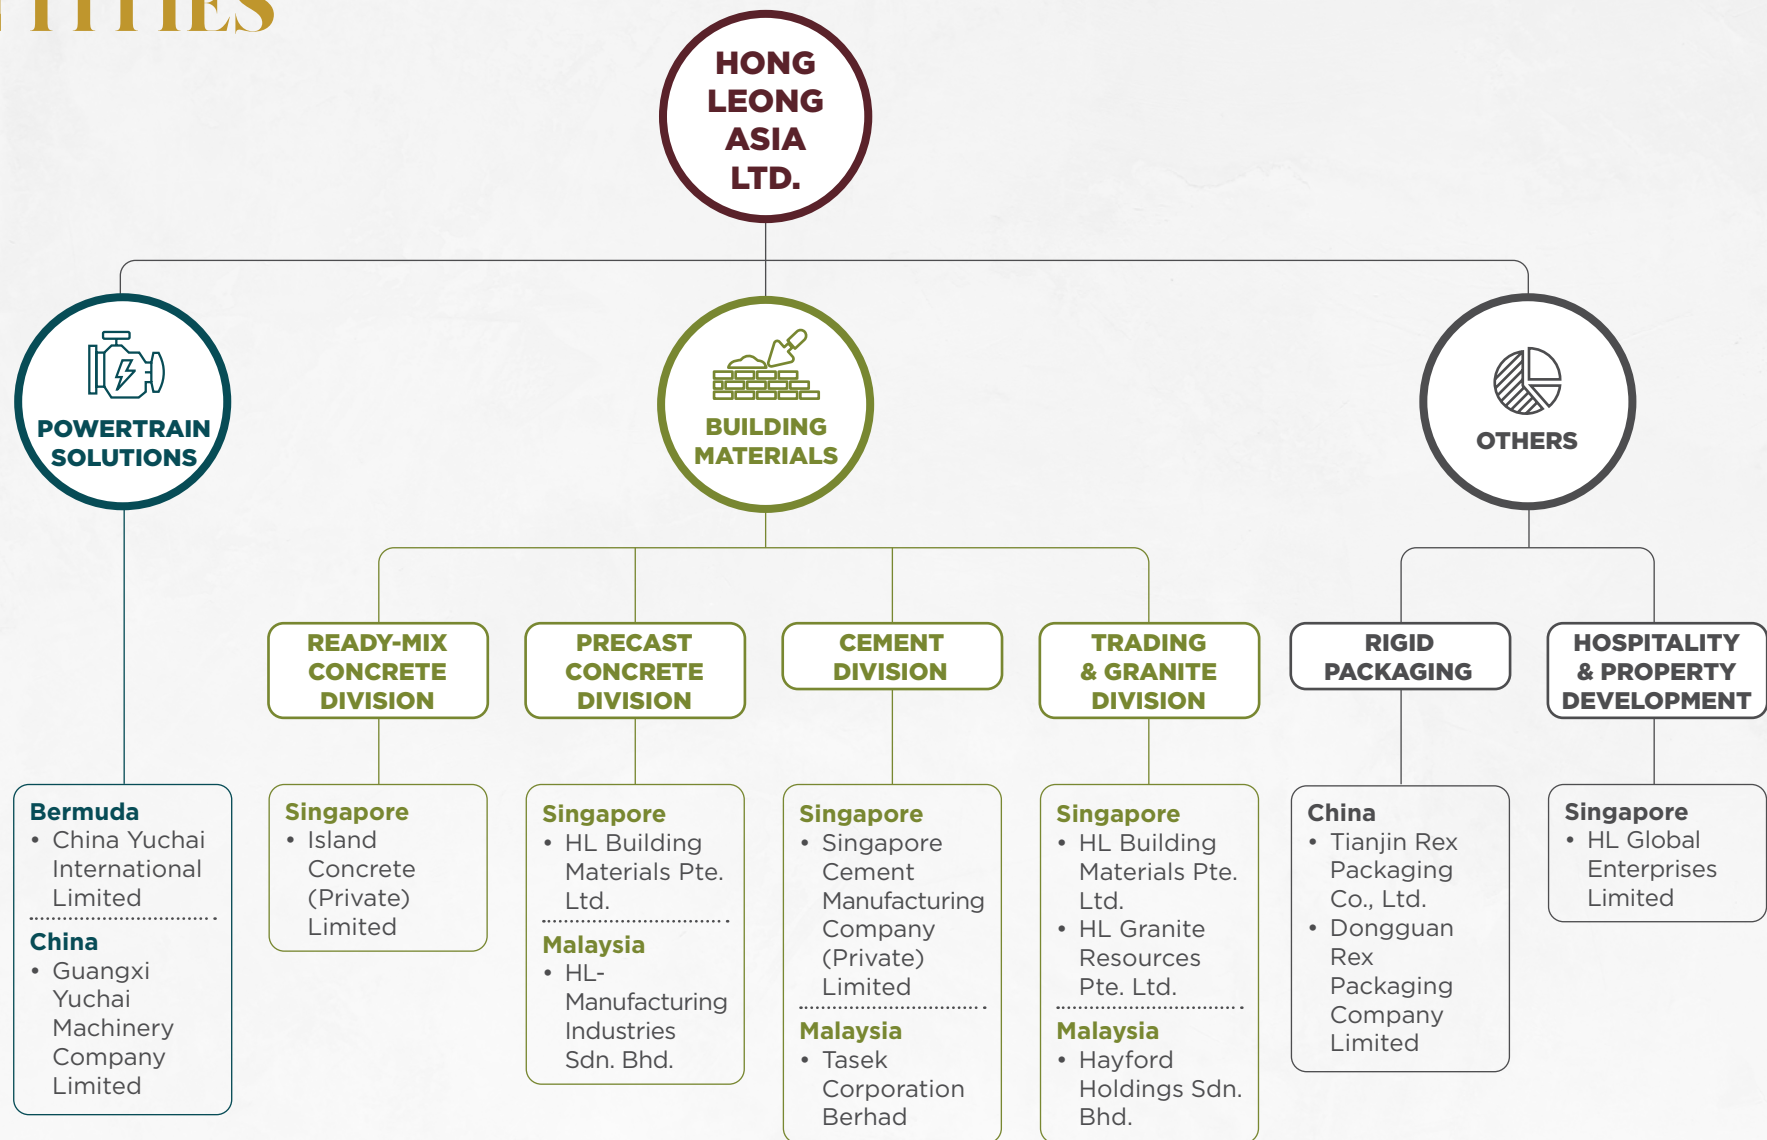 HONG
LEONG
ASIA
LTD.
POWERTRAIN
SOLUTIONS
BUILDING
MATERIALS
OTHERS
READY-MIX
CONCRETE
DIVISION
PRECAST
CONCRETE
DIVISION
CEMENT
DIVISION
TRADING
& GRANITE
DIVISION
RIGID
PACKAGING
HOSPITALITY
& PROPERTY
DEVELOPMENT
Bermuda
• China Yuchai
International
Limited
China
• Guangxi
Yuchai
Machinery
Company
Limited
Singapore
• Island
Concrete
(Private)
Limited
Singapore
• HL Building
Materials Pte.
Ltd.
Malaysia
• HL-
Manufacturing
Industries
Sdn. Bhd.
Singapore
• Singapore
Cement
Manufacturing
Company
(Private)
Limited
Malaysia
• Tasek
Corporation
Berhad
Singapore
• HL Building
Materials Pte.
Ltd.
• HL Granite
Resources
Pte. Ltd.
Malaysia
• Hayford
Holdings Sdn.
Bhd.
China
• Tianjin Rex
Packaging
Co., Ltd.
• Dongguan
Rex
Packaging
Company
Limited
Singapore
• HL Global
Enterprises
Limited